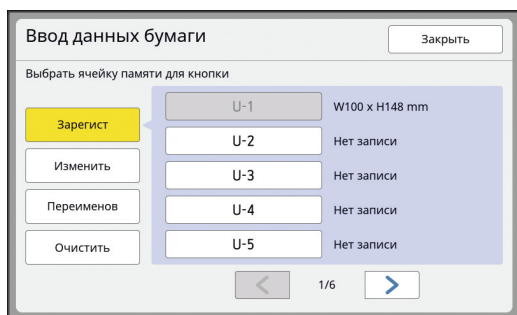 Ввод данных бумаги
Закрыть
Выбрать ячейку памяти для кнопки
Зарегист
Изменить
Переименов
Очистить
U-1 W100 x H148 mm
U-2 Нет записи
U-3 Нет записи
U-4 Нет записи
U-5 Нет записи
1/6